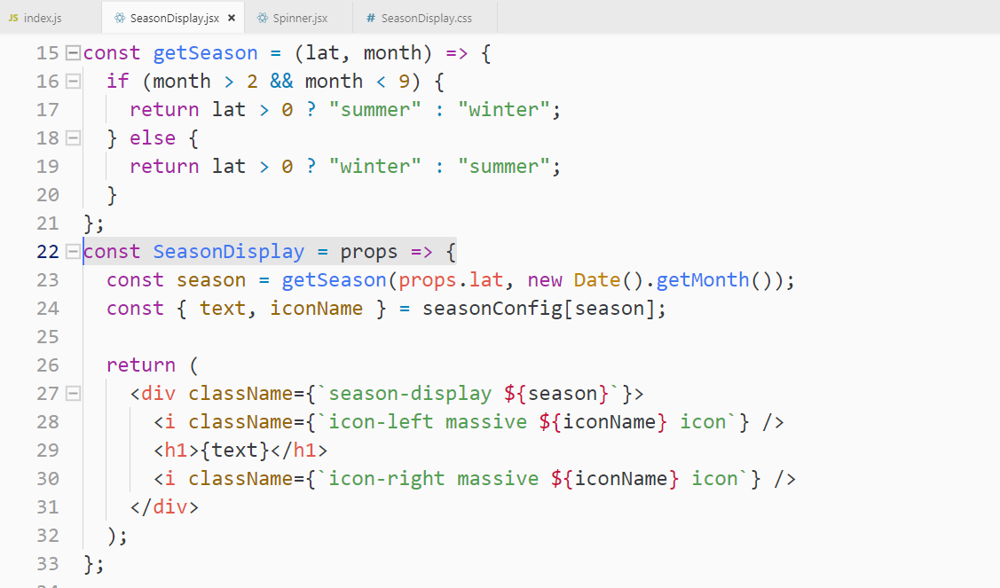 JS index.js SeasonDisplay.jsx × Spinner.jsx # SeasonDisplay.css
15 const getSeason = (lat, month) => {
16 if (month > 2 && month < 9) {
17 return lat > 0 ? "summer" : "winter";
18 } else {
19 return lat > 0 ? "winter" : "summer";
20 }
21 };
22 const SeasonDisplay = props => {
23 const season = getSeason(props.lat, new Date().getMonth());
24 const { text, iconName } = seasonConfig[season];
25
26 return (
27 <div className={`season-display ${season}`}>
28 <i className={`icon-left massive ${iconName} icon`} />
29 <h1>{text}</h1>
30 <i className={`icon-right massive ${iconName} icon`} />
31 </div>
32 );
33 };